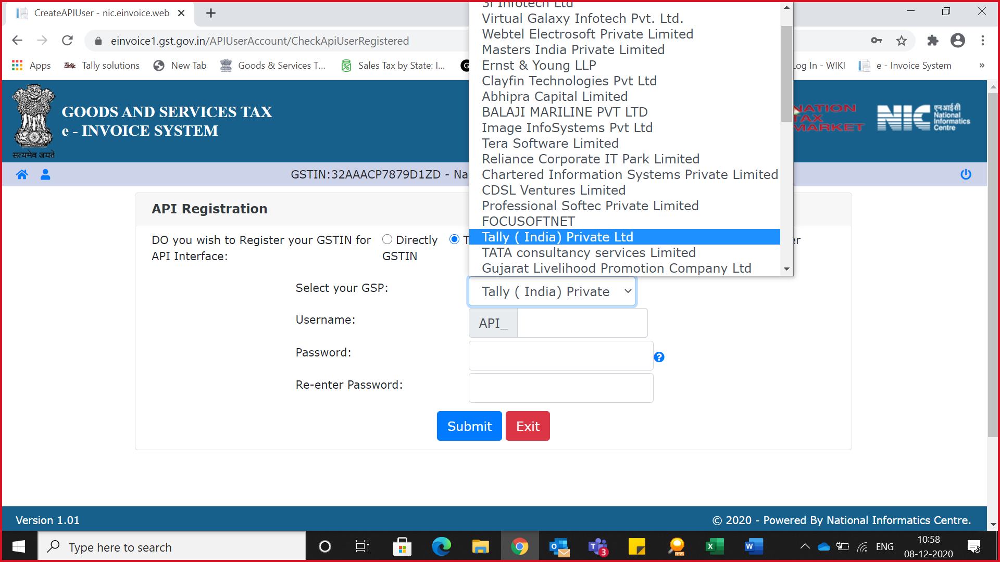 CreateAPIUser - nic.einvoice.web
einvoice1.gst.gov.in/APIUserAccount/CheckApiUserRegistered
Apps
Tally solutions
New Tab
Goods & Services T...
Sales Tax by State: I...
Log In - WIKI
e - Invoice System
»
सत्यमेव जयते
GOODS AND SERVICES TAX
e - INVOICE SYSTEM
NATION
TAX
MARKET
NIC
एनआईसी
National
Informatics
Centre
GSTIN:32AAACP7879D1ZD - Na
3i Infotech Ltd
Virtual Galaxy Infotech Pvt. Ltd.
Webtel Electrosoft Private Limited
Masters India Private Limited
Ernst & Young LLP
Clayfin Technologies Pvt Ltd
Abhipra Capital Limited
BALAJI MARILINE PVT LTD
Image InfoSystems Pvt Ltd
Tera Software Limited
Reliance Corporate IT Park Limited
Chartered Information Systems Private Limited
CDSL Ventures Limited
Professional Softec Private Limited
FOCUSOFTNET
Tally ( India) Private Ltd
TATA consultancy services Limited
Gujarat Livelihood Promotion Company Ltd
API Registration
DO you wish to Register your GSTIN for
API Interface:
Directly
GSTIN
Select your GSP:
Tally ( India) Private
Username:
API_
Password:
Re-enter Password:
Submit
Exit
Version 1.01
© 2020 - Powered By National Informatics Centre.
Type here to search
3
ENG
10:58
08-12-2020